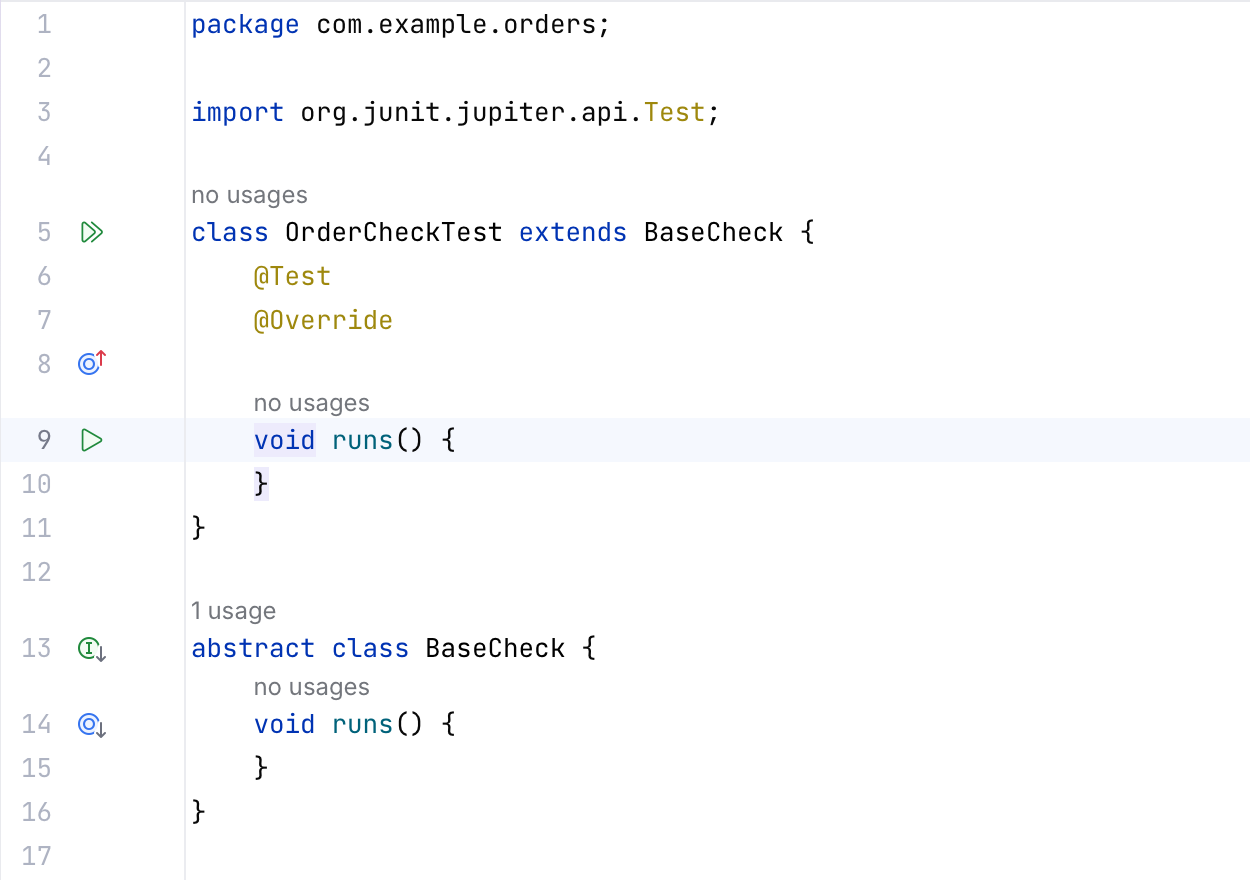 1 package com.example.orders;
2
3 import org.junit.jupiter.api.Test;
4
no usages
5 class OrderCheckTest extends BaseCheck {
6 @Test
7 @Override
8
no usages
9 void runs() {
10 }
11 }
12
1 usage
13 abstract class BaseCheck {
no usages
14 void runs() {
15 }
16 }
17